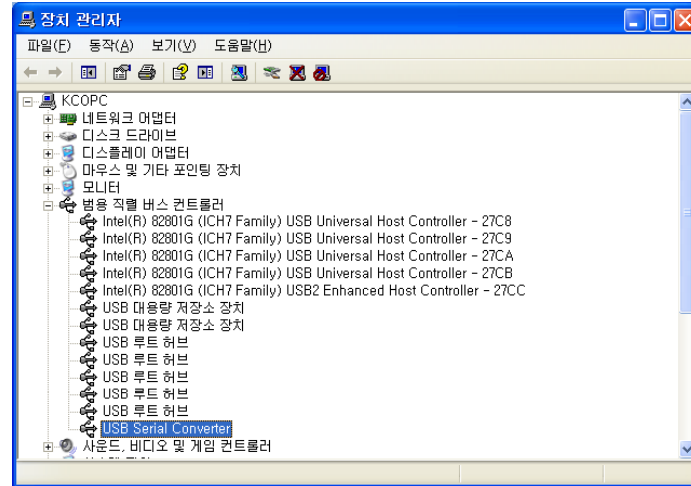 장치 관리자
파일(F) 동작(A) 보기(V) 도움말(H)
KCOPC
네트워크 어댑터
디스크 드라이브
디스플레이 어댑터
마우스 및 기타 포인팅 장치
모니터
범용 직렬 버스 컨트롤러
Intel(R) 82801G (ICH7 Family) USB Universal Host Controller - 27C8
Intel(R) 82801G (ICH7 Family) USB Universal Host Controller - 27C9
Intel(R) 82801G (ICH7 Family) USB Universal Host Controller - 27CA
Intel(R) 82801G (ICH7 Family) USB Universal Host Controller - 27CB
Intel(R) 82801G (ICH7 Family) USB2 Enhanced Host Controller - 27CC
USB 대용량 저장소 장치
USB 대용량 저장소 장치
USB 루트 허브
USB 루트 허브
USB 루트 허브
USB 루트 허브
USB 루트 허브
USB Serial Converter
사운드, 비디오 및 게임 컨트롤러